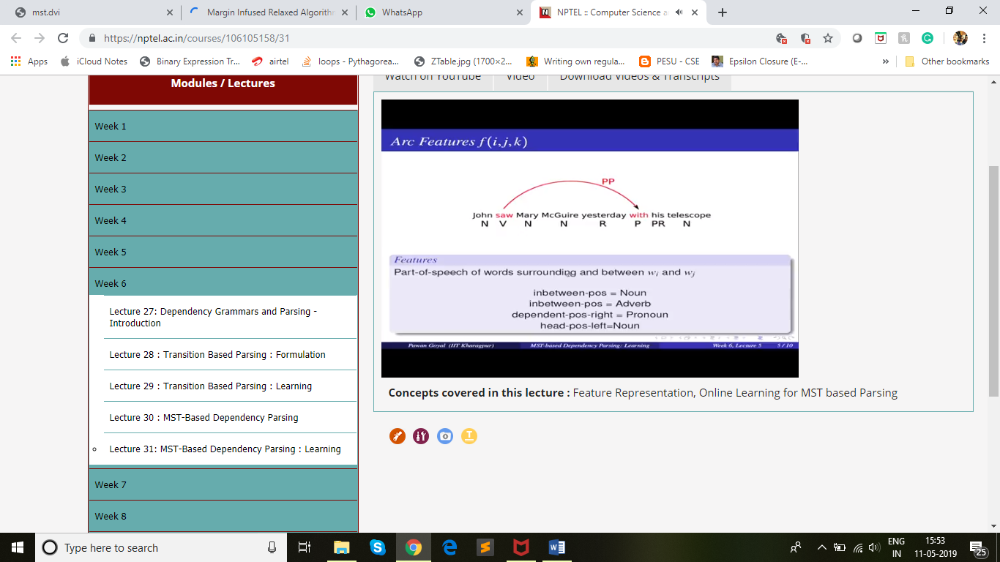 mst.dvi
Margin Infused Relaxed Algorithm
WhatsApp
NPTEL :: Computer Science a
https://nptel.ac.in/courses/106105158/31
Apps
iCloud Notes
Binary Expression Tr...
airtel
loops - Pythagorea...
ZTable.jpg (1700×2...
Writing own regula...
PESU - CSE
Epsilon Closure (E-...
»
Other bookmarks
Modules / Lectures
Week 1
Week 2
Week 3
Week 4
Week 5
Week 6
Lecture 27: Dependency Grammars and Parsing -
Introduction
Lecture 28 : Transition Based Parsing : Formulation
Lecture 29 : Transition Based Parsing : Learning
Lecture 30 : MST-Based Dependency Parsing
Lecture 31: MST-Based Dependency Parsing : Learning
Week 7
Week 8
Watch on YouTube
Video
Download Videos & Transcripts
Arc Features f(i,j,k)
PP
John saw Mary McGuire yesterday with his telescope
N V N N R P PR N
Features
Part-of-speech of words surrounding and between wi and wj
inbetween-pos = Noun
inbetween-pos = Adverb
dependent-pos-right = Pronoun
head-pos-left=Noun
Pawan Goyal (IIT Kharagpur) MST-based Dependency Parsing: Learning Week 6, Lecture 5 5 / 10
Concepts covered in this lecture : Feature Representation, Online Learning for MST based Parsing
Type here to search
ENG
IN
15:53
11-05-2019
25